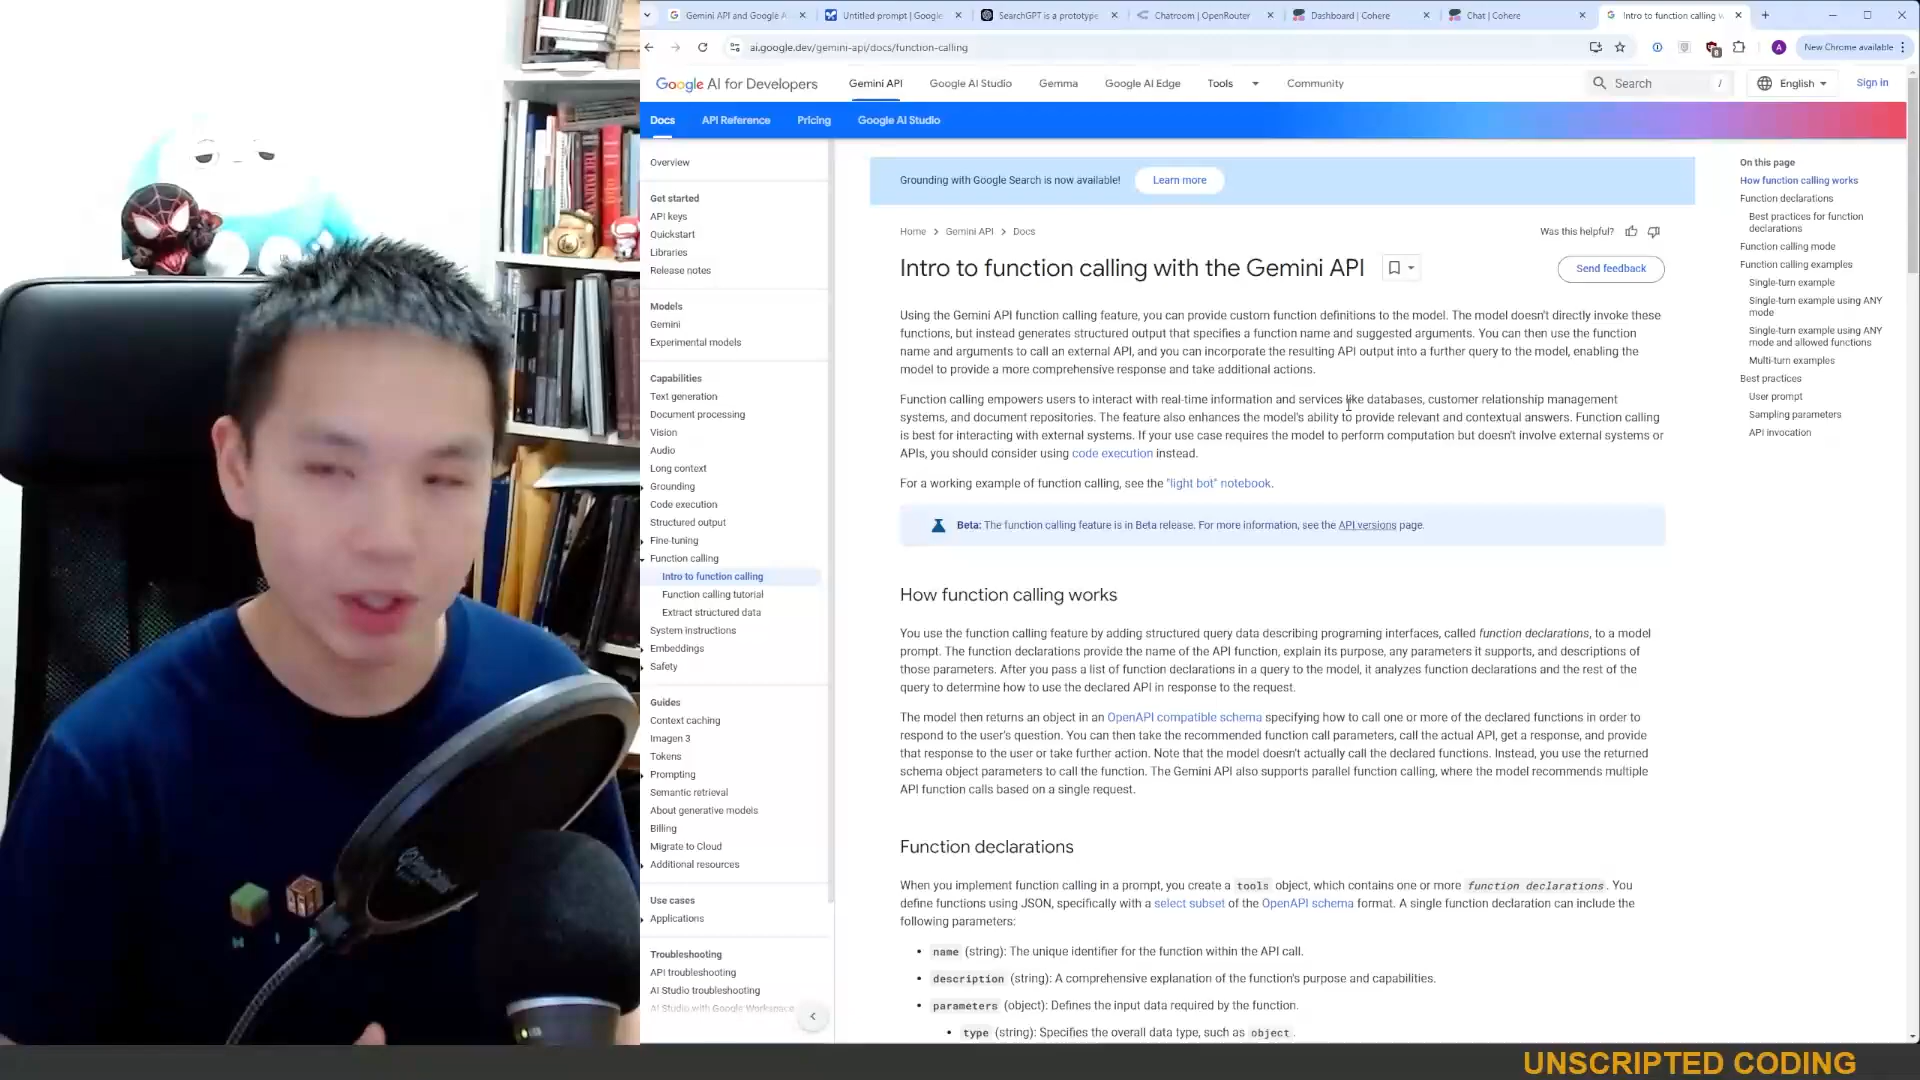 Gemini API and Google A
Untitled prompt | Google
SearchGPT is a prototype
Chatroom | OpenRouter
Dashboard | Cohere
Chat | Cohere
Intro to function calling w
ai.google.dev/gemini-api/docs/function-calling
New Chrome available
Google AI for Developers
Gemini API
Google AI Studio
Gemma
Google AI Edge
Tools
Community
Search
/
English
Sign in
Docs
API Reference
Pricing
Google AI Studio
Overview
Get started
API keys
Quickstart
Libraries
Release notes
Models
Gemini
Experimental models
Capabilities
Text generation
Document processing
Vision
Audio
Long context
Grounding
Code execution
Structured output
Fine-tuning
Function calling
Intro to function calling
Function calling tutorial
Extract structured data
System instructions
Embeddings
Safety
Guides
Context caching
Imagen 3
Tokens
Prompting
Semantic retrieval
About generative models
Billing
Migrate to Cloud
Additional resources
Use cases
Applications
Troubleshooting
API troubleshooting
AI Studio troubleshooting
AI Studio with Google Workspace
Grounding with Google Search is now available!
Learn more
Home > Gemini API > Docs
Was this helpful?
Intro to function calling with the Gemini API
Send feedback
Using the Gemini API function calling feature, you can provide custom function definitions to the model. The model doesn't directly invoke these
functions, but instead generates structured output that specifies a function name and suggested arguments. You can then use the function
name and arguments to call an external API, and you can incorporate the resulting API output into a further query to the model, enabling the
model to provide a more comprehensive response and take additional actions.
Function calling empowers users to interact with real-time information and services like databases, customer relationship management
systems, and document repositories. The feature also enhances the model's ability to provide relevant and contextual answers. Function calling
is best for interacting with external systems. If your use case requires the model to perform computation but doesn't involve external systems or
APIs, you should consider using code execution instead.
For a working example of function calling, see the "light bot" notebook.
Beta: The function calling feature is in Beta release. For more information, see the API versions page.
How function calling works
You use the function calling feature by adding structured query data describing programing interfaces, called function declarations, to a model
prompt. The function declarations provide the name of the API function, explain its purpose, any parameters it supports, and descriptions of
those parameters. After you pass a list of function declarations in a query to the model, it analyzes function declarations and the rest of the
query to determine how to use the declared API in response to the request.
The model then returns an object in an OpenAPI compatible schema specifying how to call one or more of the declared functions in order to
respond to the user's question. You can then take the recommended function call parameters, call the actual API, get a response, and provide
that response to the user or take further action. Note that the model doesn't actually call the declared functions. Instead, you use the returned
schema object parameters to call the function. The Gemini API also supports parallel function calling, where the model recommends multiple
API function calls based on a single request.
Function declarations
When you implement function calling in a prompt, you create a tools object, which contains one or more function declarations. You
define functions using JSON, specifically with a select subset of the OpenAPI schema format. A single function declaration can include the
following parameters:
• name (string): The unique identifier for the function within the API call.
• description (string): A comprehensive explanation of the function's purpose and capabilities.
• parameters (object): Defines the input data required by the function.
• type (string): Specifies the overall data type, such as object.
On this page
How function calling works
Function declarations
Best practices for function
declarations
Function calling mode
Function calling examples
Single-turn example
Single-turn example using ANY
mode
Single-turn example using ANY
mode and allowed functions
Multi-turn examples
Best practices
User prompt
Sampling parameters
API invocation
UNSCRIPTED CODING